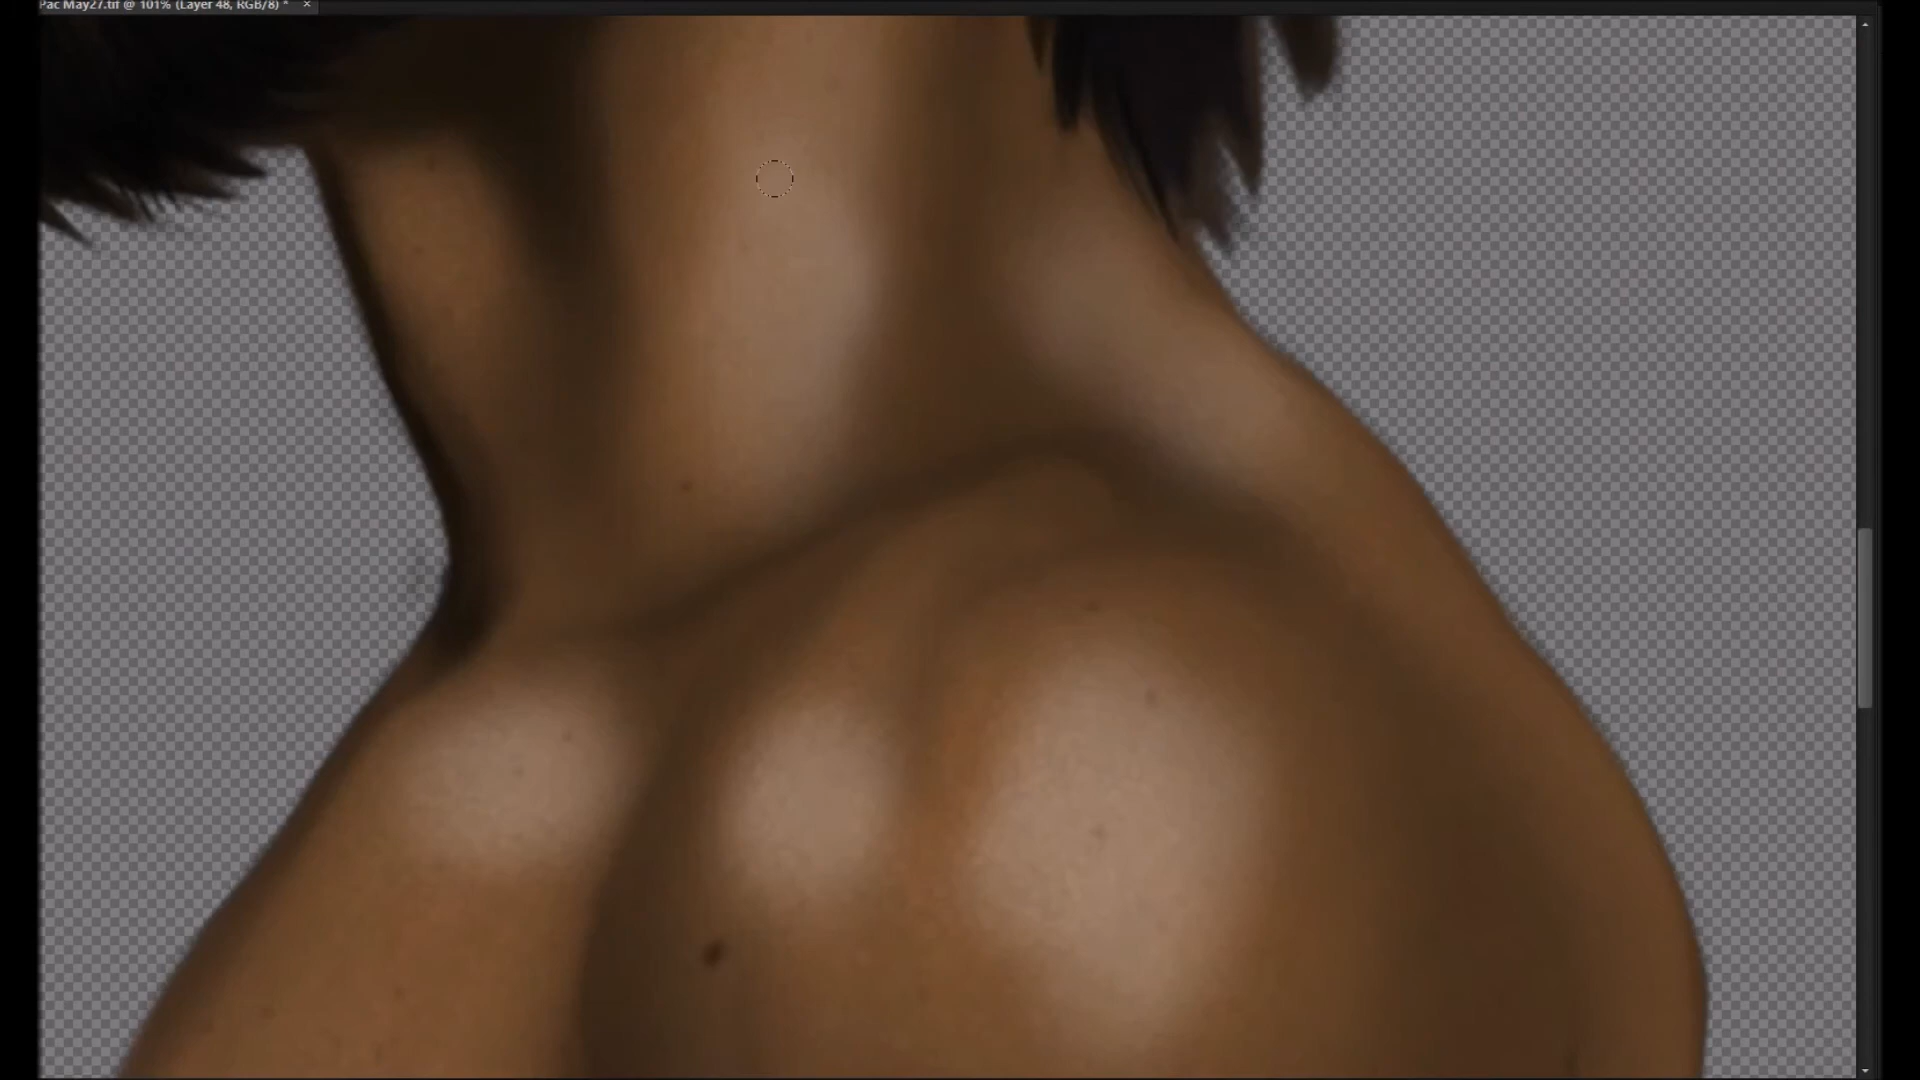 Pac May27.tif @ 101% (Layer 48, RGB/8) * ×